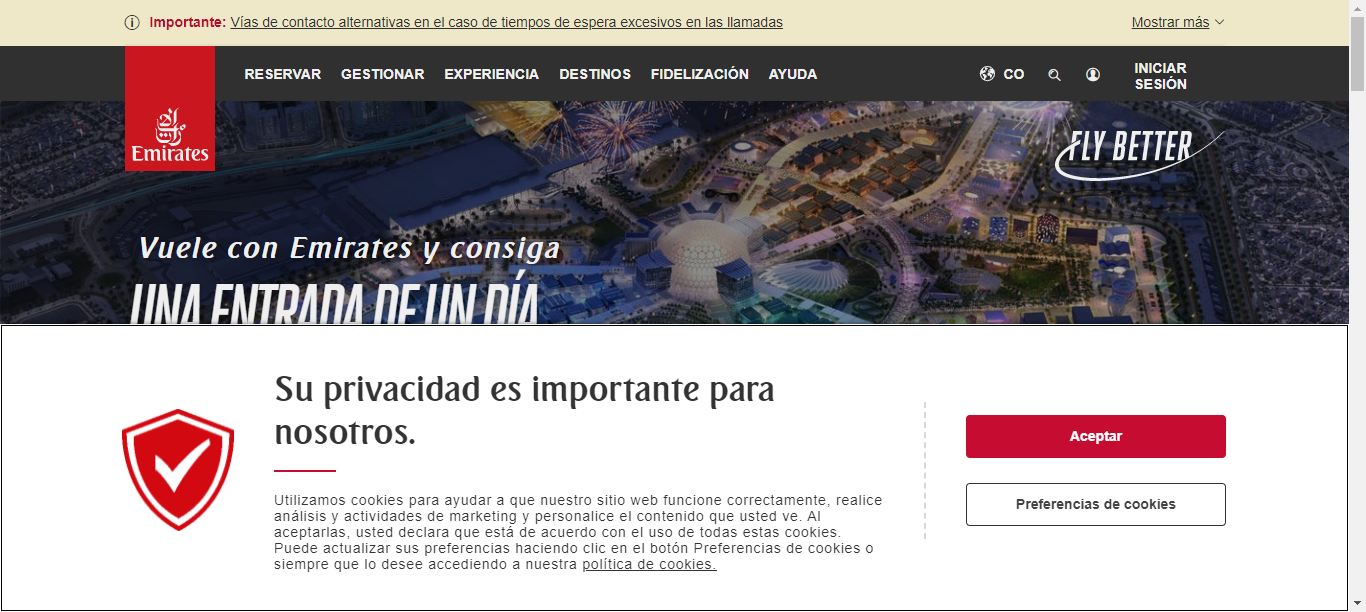 Importante: Vías de contacto alternativas en el caso de tiempos de espera excesivos en las llamadas
Mostrar más
RESERVAR GESTIONAR EXPERIENCIA DESTINOS FIDELIZACIÓN AYUDA
CO
INICIAR
SESIÓN
Emirates
FLY BETTER
Vuele con Emirates y consiga
UNA ENTRADA DE UN DÍA
Su privacidad es importante para
nosotros.
Utilizamos cookies para ayudar a que nuestro sitio web funcione correctamente, realice
análisis y actividades de marketing y personalice el contenido que usted ve. Al
aceptarlas, usted declara que está de acuerdo con el uso de todas estas cookies.
Puede actualizar sus preferencias haciendo clic en el botón Preferencias de cookies o
siempre que lo desee accediendo a nuestra política de cookies.
Aceptar
Preferencias de cookies